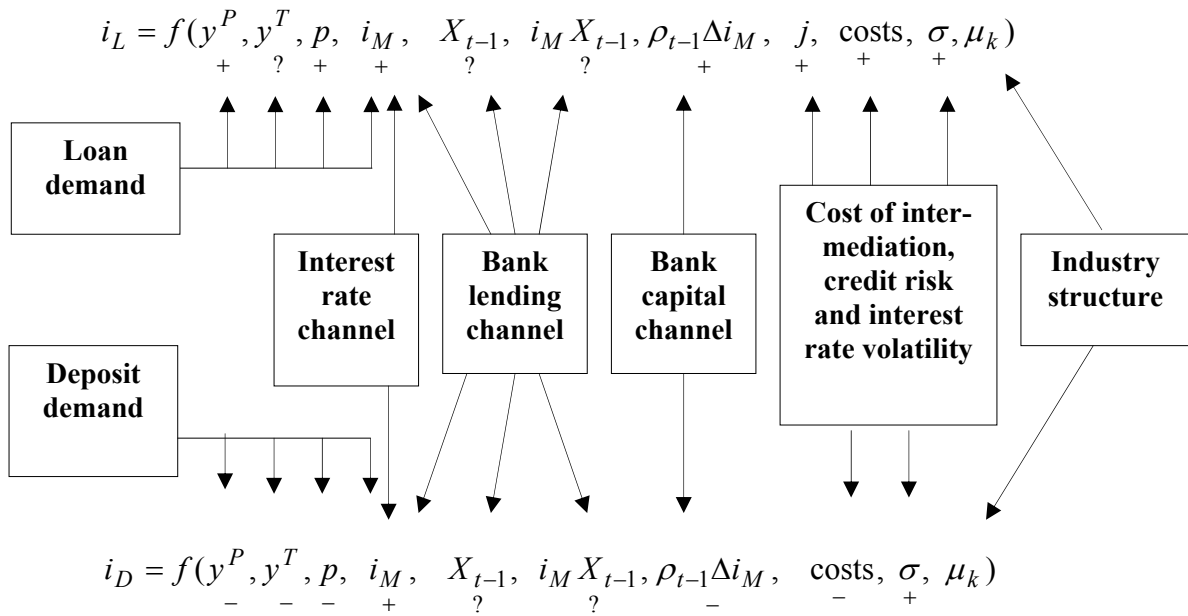 i_L = f(y^P, y^T, p, i_M, X_{t−1}, i_M X_{t−1}, ρ_{t−1}Δi_M, j, costs, σ, μ_k)
+ ? + + ? ? + + + +
Loan
demand
Interest
rate
channel
Bank
lending
channel
Bank
capital
channel
Cost of inter-
mediation,
credit risk
and interest
rate volatility
Industry
structure
Deposit
demand
i_D = f(y^P, y^T, p, i_M, X_{t−1}, i_M X_{t−1}, ρ_{t−1}Δi_M, costs, σ, μ_k)
− − − + ? ? − − +